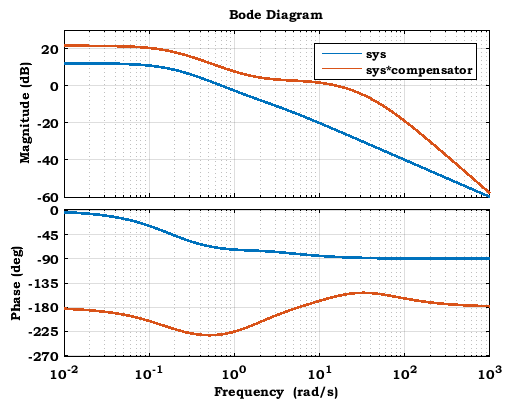 Bode Diagram
Magnitude (dB)
20
0
-20
-40
-60
sys
sys*compensator
Phase (deg)
0
-45
-90
-135
-180
-225
-270
10^-2 10^-1 10^0 10^1 10^2 10^3
Frequency (rad/s)